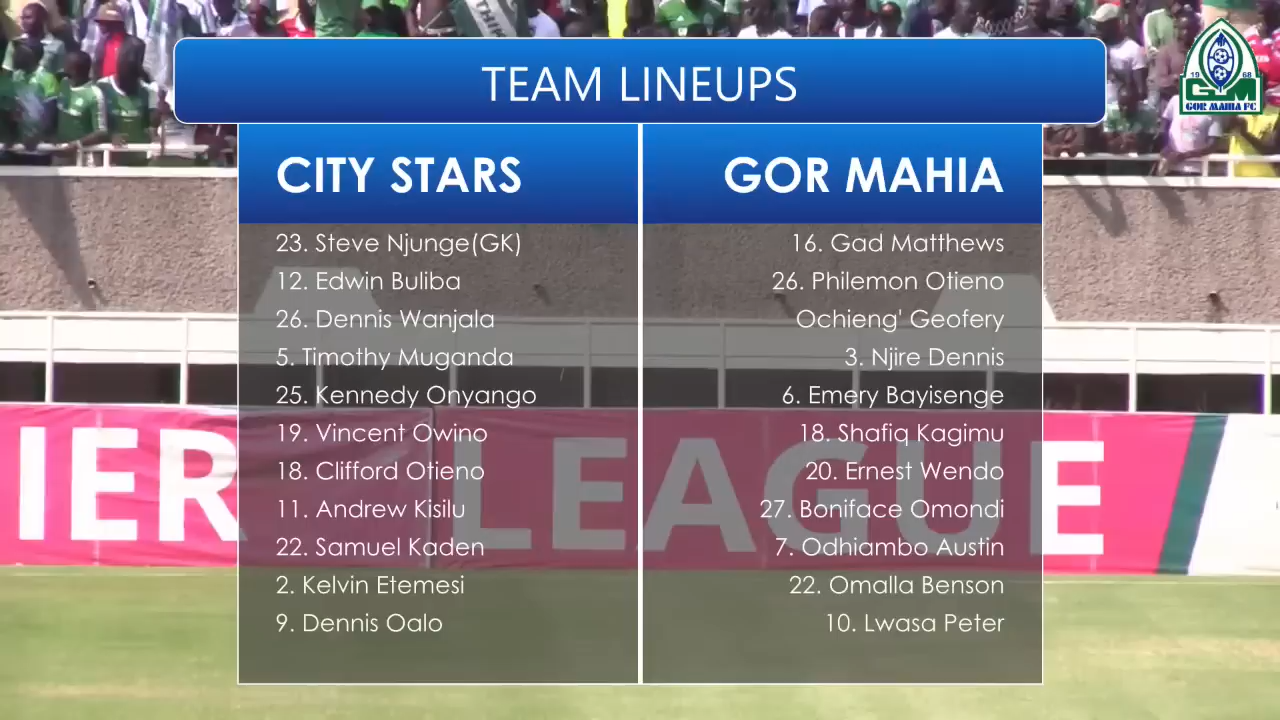 TEAM LINEUPS
CITY STARS
23. Steve Njunge(GK)
12. Edwin Buliba
26. Dennis Wanjala
5. Timothy Muganda
25. Kennedy Onyango
19. Vincent Owino
18. Clifford Otieno
11. Andrew Kisilu
22. Samuel Kaden
2. Kelvin Etemesi
9. Dennis Oalo
GOR MAHIA
16. Gad Matthews
26. Philemon Otieno
Ochieng' Geofery
3. Njire Dennis
6. Emery Bayisenge
18. Shafiq Kagimu
20. Ernest Wendo
27. Boniface Omondi
7. Odhiambo Austin
22. Omalla Benson
10. Lwasa Peter
19 68
GM
GOR MAHIA FC
IER LEAGUE